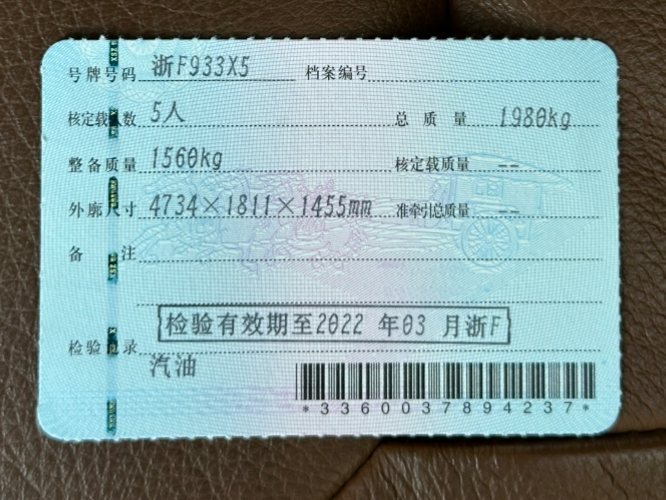 号牌号码 浙F933X5 档案编号
核定载人数 5人 总质量 1980kg
整备质量 1560kg 核定载质量 --
外廓尺寸 4734×1811×1455mm 准牵引总质量 --
备注
检验有效期至2022年03月浙F
检验记录
汽油
*3360037894237*